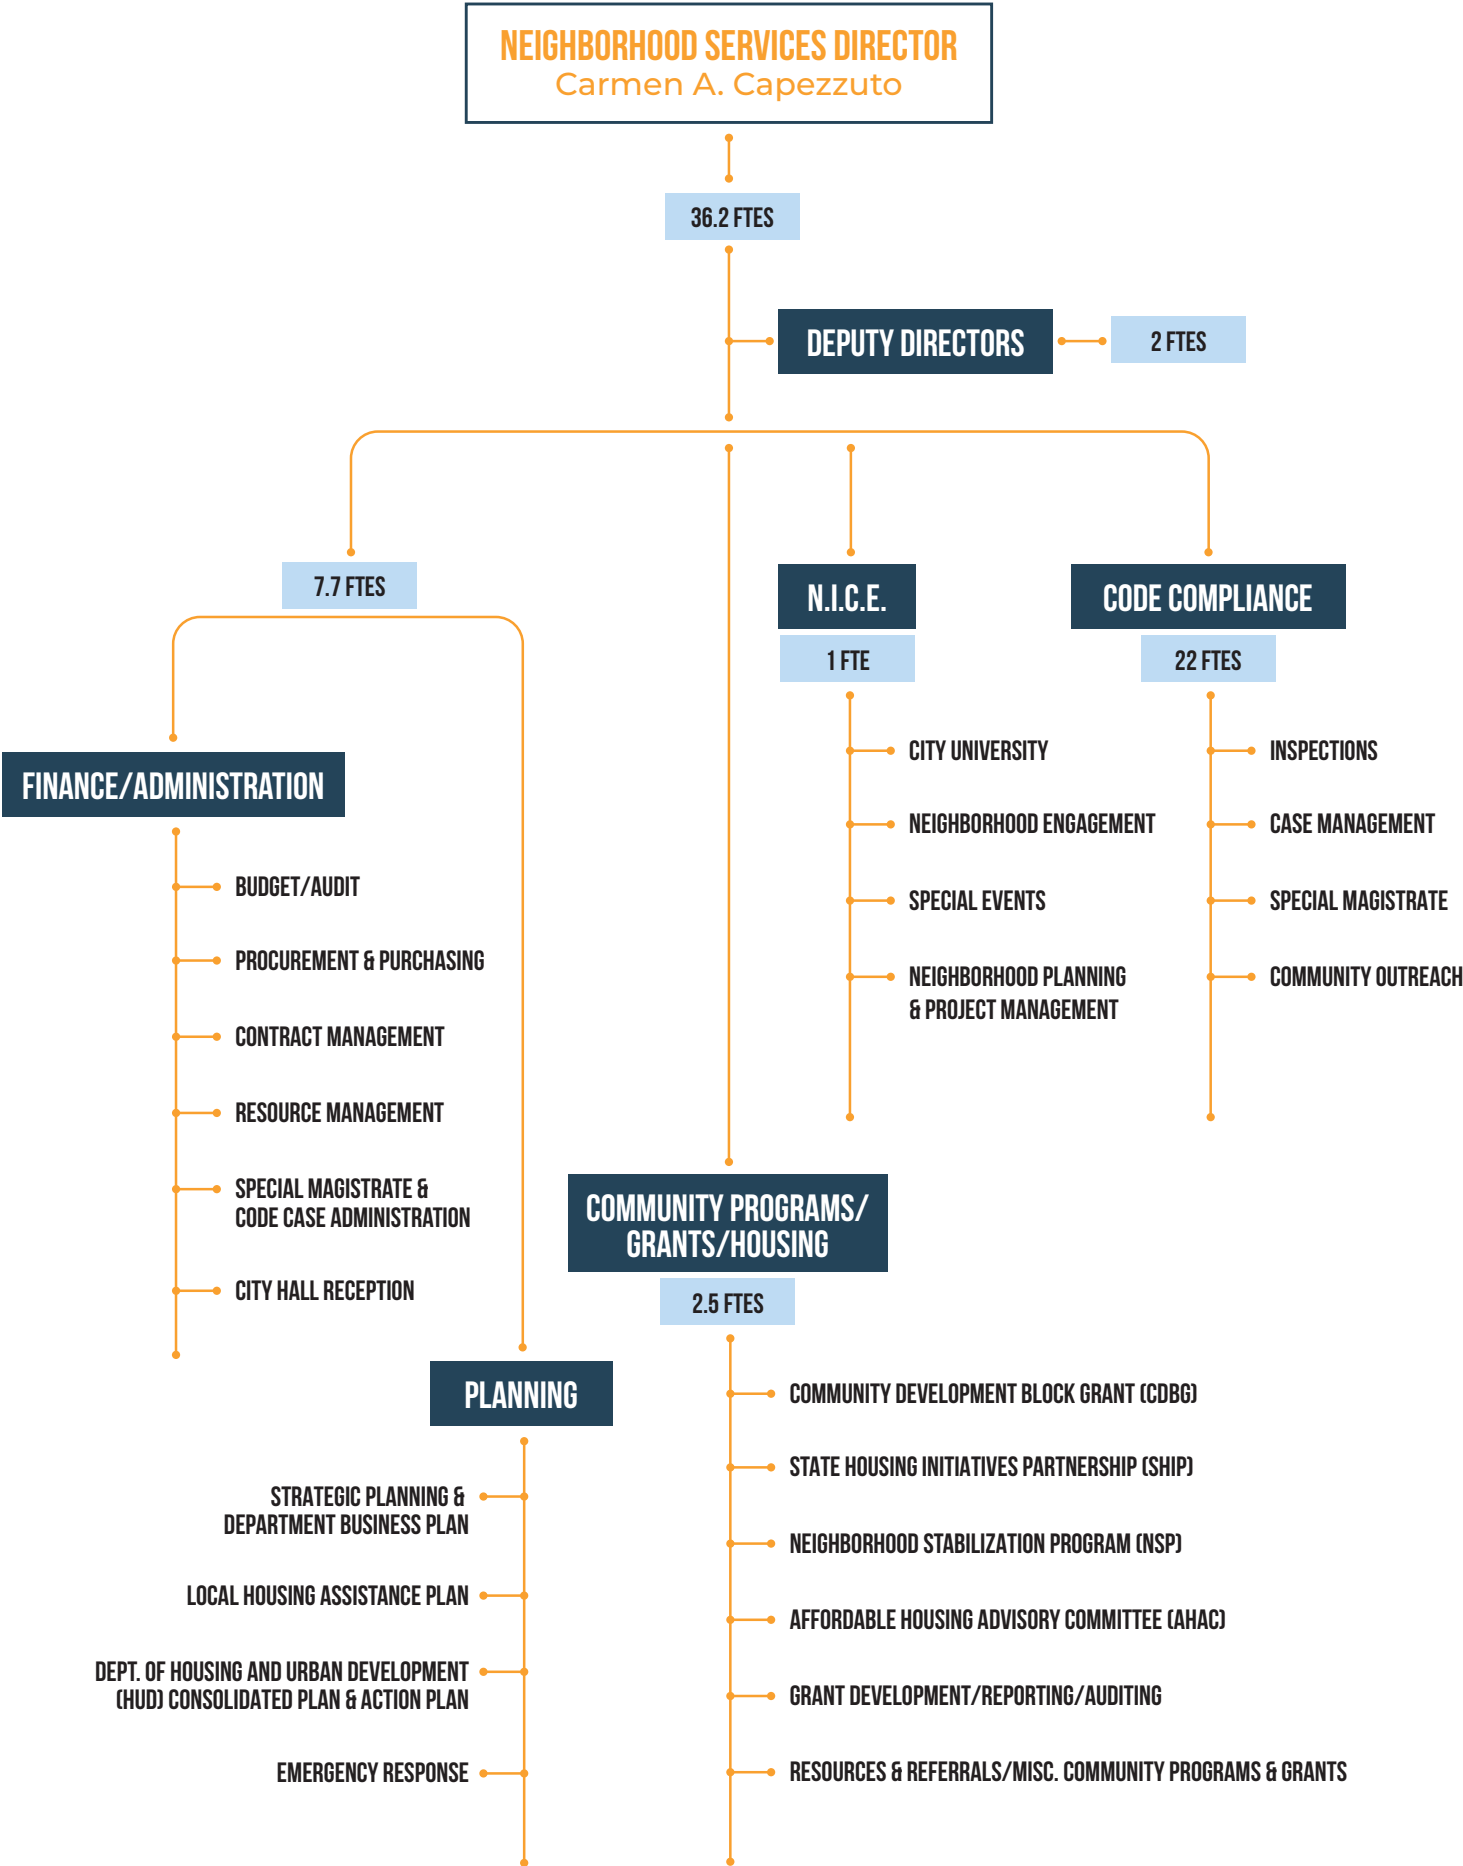 NEIGHBORHOOD SERVICES DIRECTOR
Carmen A. Capezzuto
36.2 FTES
DEPUTY DIRECTORS
2 FTES
7.7 FTES
N.I.C.E.
1 FTE
CODE COMPLIANCE
22 FTES
FINANCE/ADMINISTRATION
BUDGET/AUDIT
PROCUREMENT & PURCHASING
CONTRACT MANAGEMENT
RESOURCE MANAGEMENT
SPECIAL MAGISTRATE &
CODE CASE ADMINISTRATION
CITY HALL RECEPTION
CITY UNIVERSITY
NEIGHBORHOOD ENGAGEMENT
SPECIAL EVENTS
NEIGHBORHOOD PLANNING
& PROJECT MANAGEMENT
INSPECTIONS
CASE MANAGEMENT
SPECIAL MAGISTRATE
COMMUNITY OUTREACH
PLANNING
STRATEGIC PLANNING &
DEPARTMENT BUSINESS PLAN
LOCAL HOUSING ASSISTANCE PLAN
DEPT. OF HOUSING AND URBAN DEVELOPMENT
(HUD) CONSOLIDATED PLAN & ACTION PLAN
EMERGENCY RESPONSE
COMMUNITY PROGRAMS/
GRANTS/HOUSING
2.5 FTES
COMMUNITY DEVELOPMENT BLOCK GRANT (CDBG)
STATE HOUSING INITIATIVES PARTNERSHIP (SHIP)
NEIGHBORHOOD STABILIZATION PROGRAM (NSP)
AFFORDABLE HOUSING ADVISORY COMMITTEE (AHAC)
GRANT DEVELOPMENT/REPORTING/AUDITING
RESOURCES & REFERRALS/MISC. COMMUNITY PROGRAMS & GRANTS